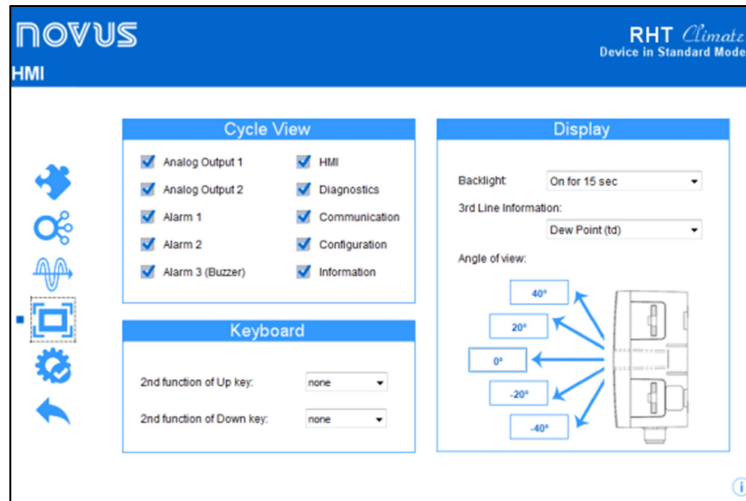 novus
RHT Climate
Device in Standard Mode
HMI
Cycle View
Analog Output 1
HMI
Analog Output 2
Diagnostics
Alarm 1
Communication
Alarm 2
Configuration
Alarm 3 (Buzzer)
Information
Keyboard
2nd function of Up key: none
2nd function of Down key: none
Display
Backlight: On for 15 sec
3rd Line Information:
Dew Point (td)
Angle of view:
40°
20°
0°
-20°
-40°
i